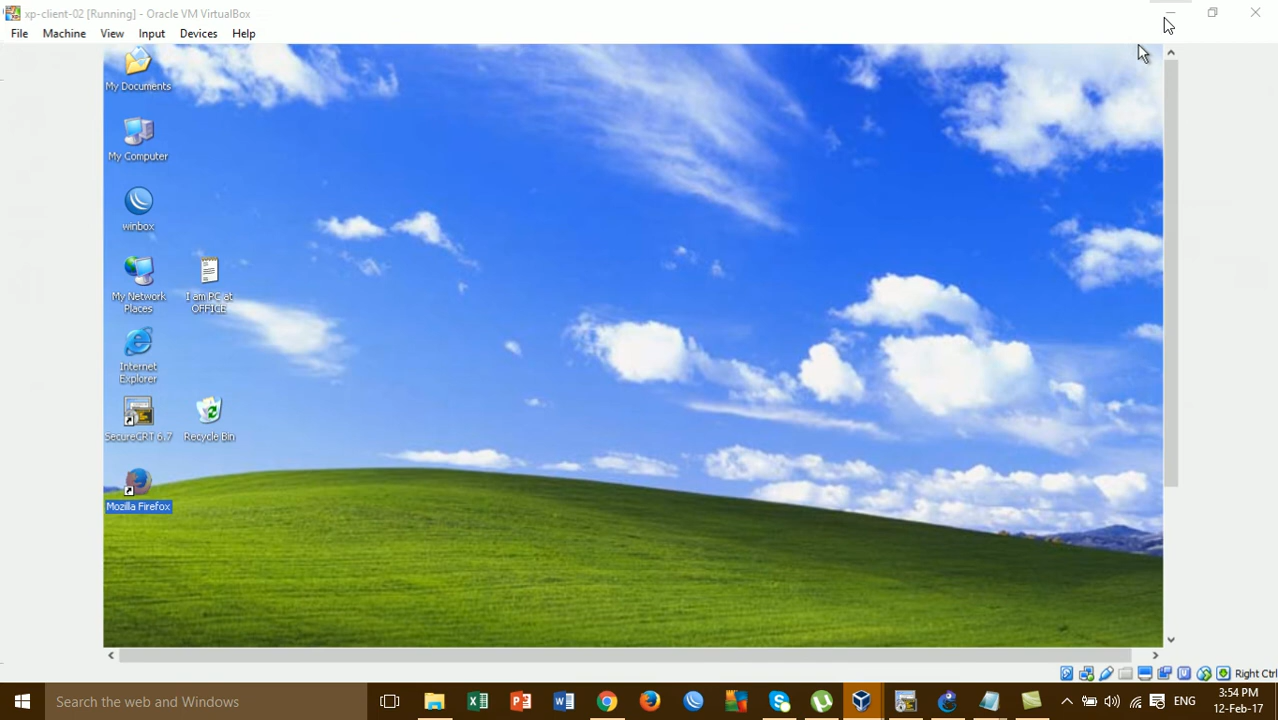 xp-client-02 [Running] - Oracle VM VirtualBox
File Machine View Input Devices Help
My Documents
My Computer
winbox
My Network
Places
I am PC at
OFFICE
Internet
Explorer
SecureCRT 6.7
Recycle Bin
Mozilla Firefox
Right Ctrl
Search the web and Windows
ENG
3:54 PM
12-Feb-17